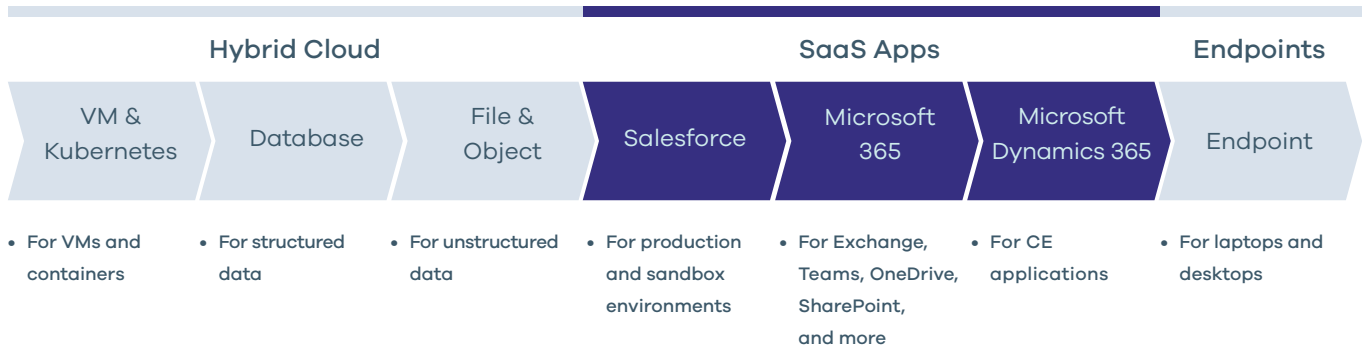 Hybrid Cloud
SaaS Apps
Endpoints
VM &
Kubernetes
Database
File &
Object
Salesforce
Microsoft
365
Microsoft
Dynamics 365
Endpoint
• For VMs and
containers
• For structured
data
• For unstructured
data
• For production
and sandbox
environments
• For Exchange,
Teams, OneDrive,
SharePoint,
and more
• For CE
applications
• For laptops and
desktops